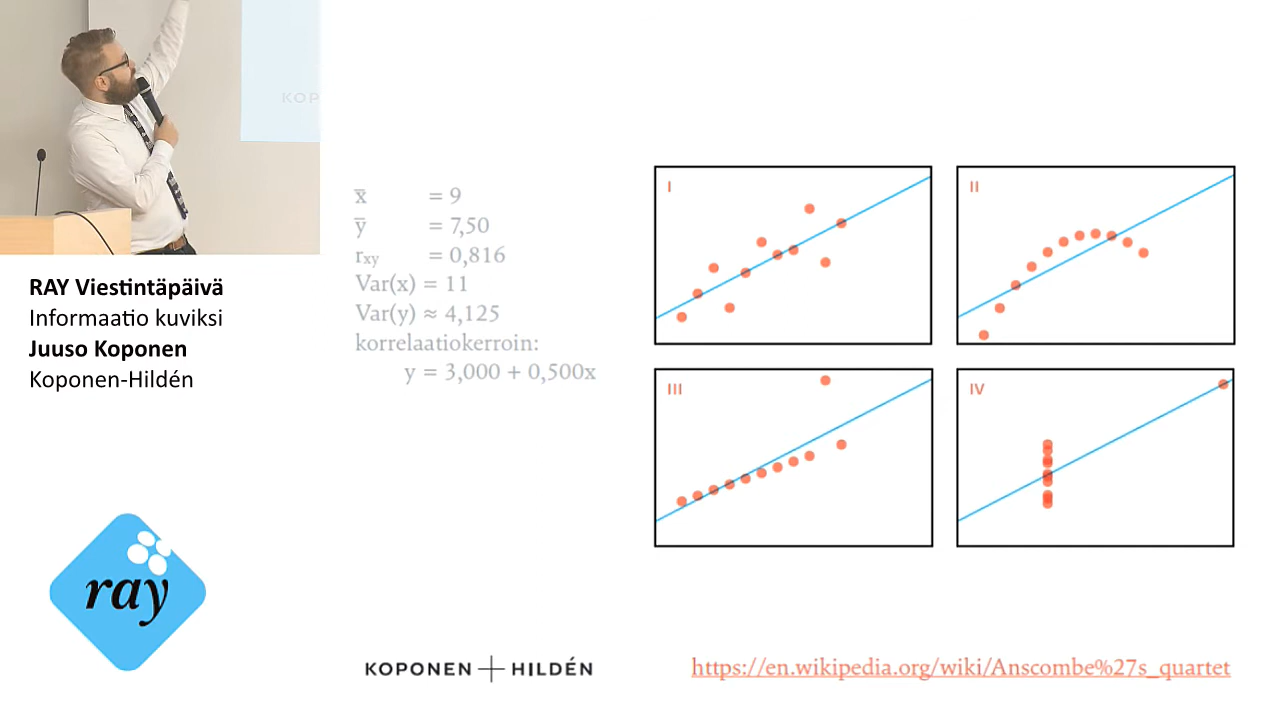 KOP
RAY Viestintäpäivä
Informaatio kuviksi
Juuso Koponen
Koponen-Hildén
ray
x̅ = 9
y̅ = 7,50
rxy = 0,816
Var(x) = 11
Var(y) ≈ 4,125
korrelaatiokerroin:
y = 3,000 + 0,500x
I
II
III
IV
KOPONEN + HILDÉN
https://en.wikipedia.org/wiki/Anscombe%27s_quartet